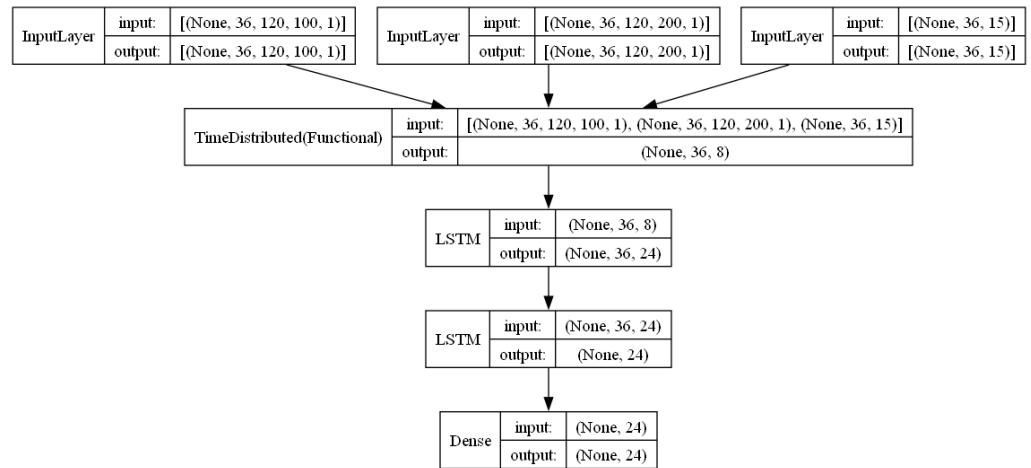 InputLayer input: [(None, 36, 120, 100, 1)]
output: [(None, 36, 120, 100, 1)]
InputLayer input: [(None, 36, 120, 200, 1)]
output: [(None, 36, 120, 200, 1)]
InputLayer input: [(None, 36, 15)]
output: [(None, 36, 15)]
TimeDistributed(Functional) input: [(None, 36, 120, 100, 1), (None, 36, 120, 200, 1), (None, 36, 15)]
output: (None, 36, 8)
LSTM input: (None, 36, 8)
output: (None, 36, 24)
LSTM input: (None, 36, 24)
output: (None, 24)
Dense input: (None, 24)
output: (None, 24)